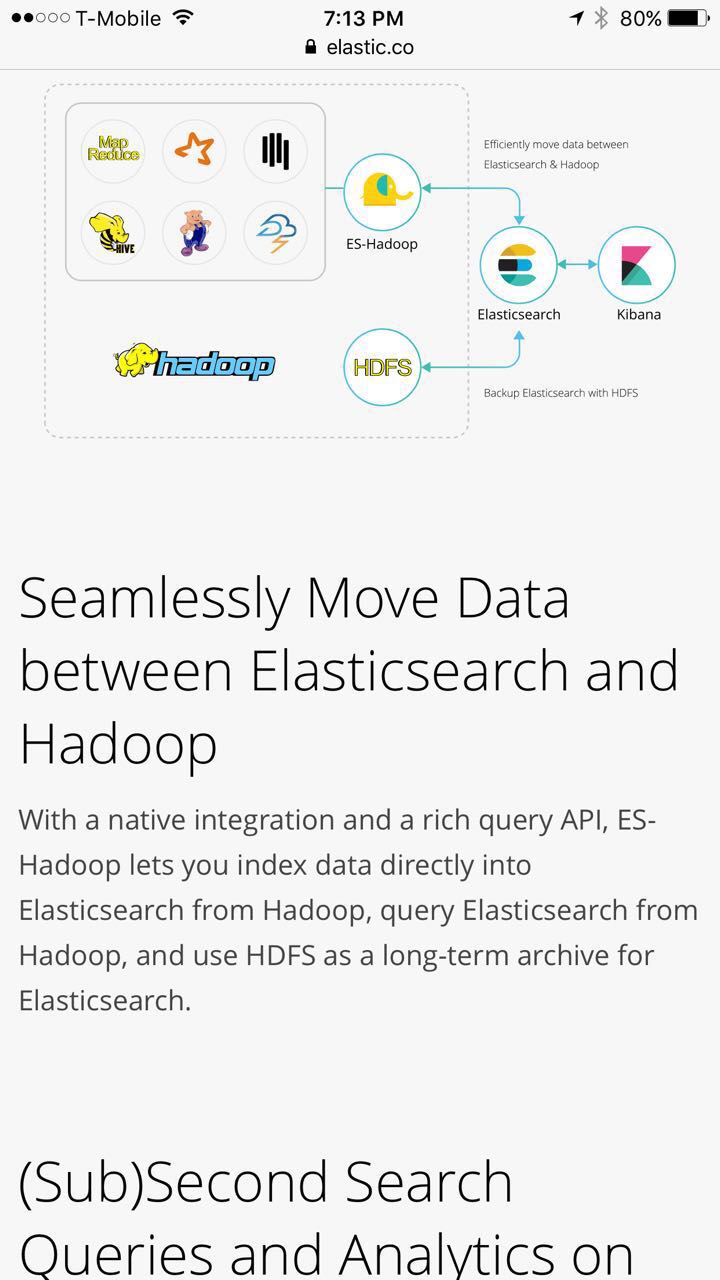 T-Mobile 7:13 PM 80%
elastic.co
Map
Reduce
HIVE
ES-Hadoop
Efficiently move data between
Elasticsearch & Hadoop
Elasticsearch
Kibana
hadoop
HDFS
Backup Elasticsearch with HDFS
Seamlessly Move Data
between Elasticsearch and
Hadoop
With a native integration and a rich query API, ES-
Hadoop lets you index data directly into
Elasticsearch from Hadoop, query Elasticsearch from
Hadoop, and use HDFS as a long-term archive for
Elasticsearch.
(Sub)Second Search
Queries and Analytics on